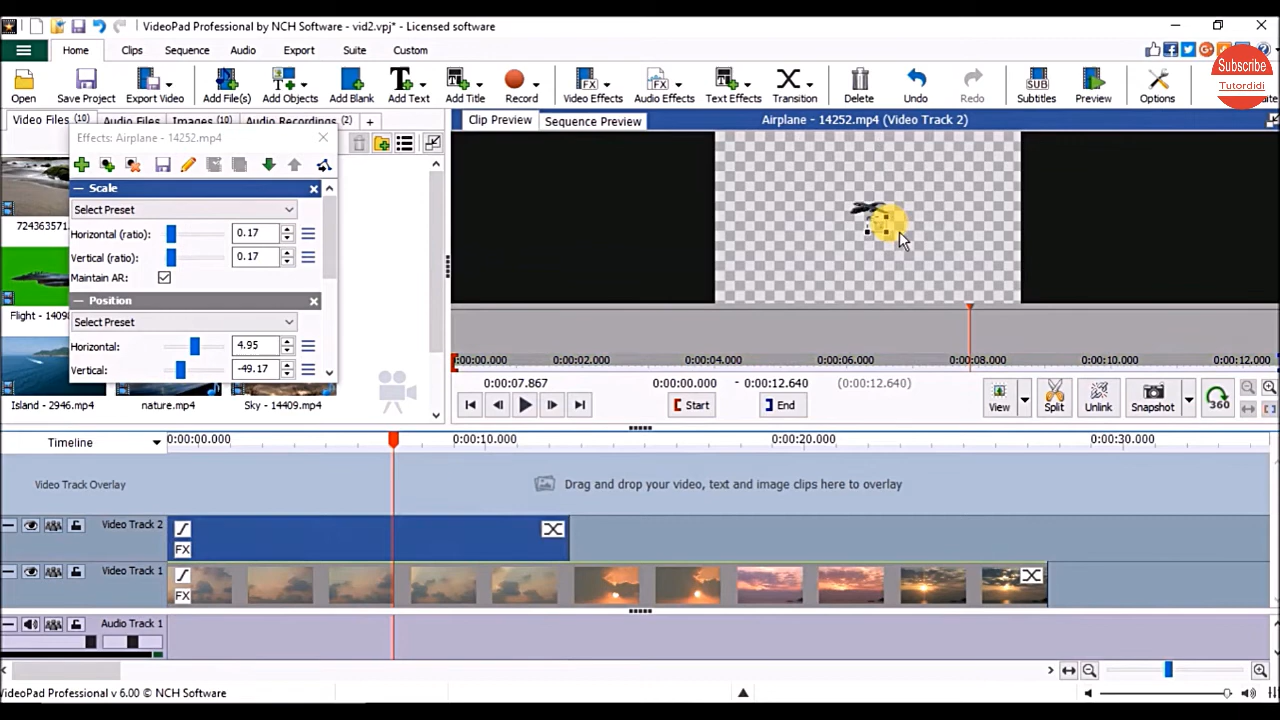 VideoPad Professional by NCH Software - vid2.vpj* - Licensed software
Home Clips Sequence Audio Export Suite Custom
Subscribe
Tutordidi
Open Save Project Export Video Add File(s) Add Objects Add Blank Add Text Add Title Record Video Effects Audio Effects Text Effects Transition Delete Undo Redo Subtitles Preview Options
Video Files (10) Audio Files Images (10) Audio Recordings (2) +
Clip Preview Sequence Preview Airplane - 14252.mp4 (Video Track 2)
Effects: Airplane - 14252.mp4
Scale
Select Preset
Horizontal (ratio): 0.17
Vertical (ratio): 0.17
Maintain AR:
Position
Select Preset
Horizontal: 4.95
Vertical: -49.17
Island - 2946.mp4 nature.mp4 Sky - 14409.mp4
0:00:02.000 0:00:04.000 0:00:06.000 0:00:08.000 0:00:10.000 0:00:12.000
0:00:07.867 0:00:00.000 - 0:00:12.640 (0:00:12.640)
Start End View Split Unlink Snapshot 360
Timeline 0:00:00.000 0:00:10.000 0:00:20.000 0:00:30.000
Video Track Overlay Drag and drop your video, text and image clips here to overlay
Video Track 2
FX
Video Track 1
FX
Audio Track 1
VideoPad Professional v 6.00 © NCH Software